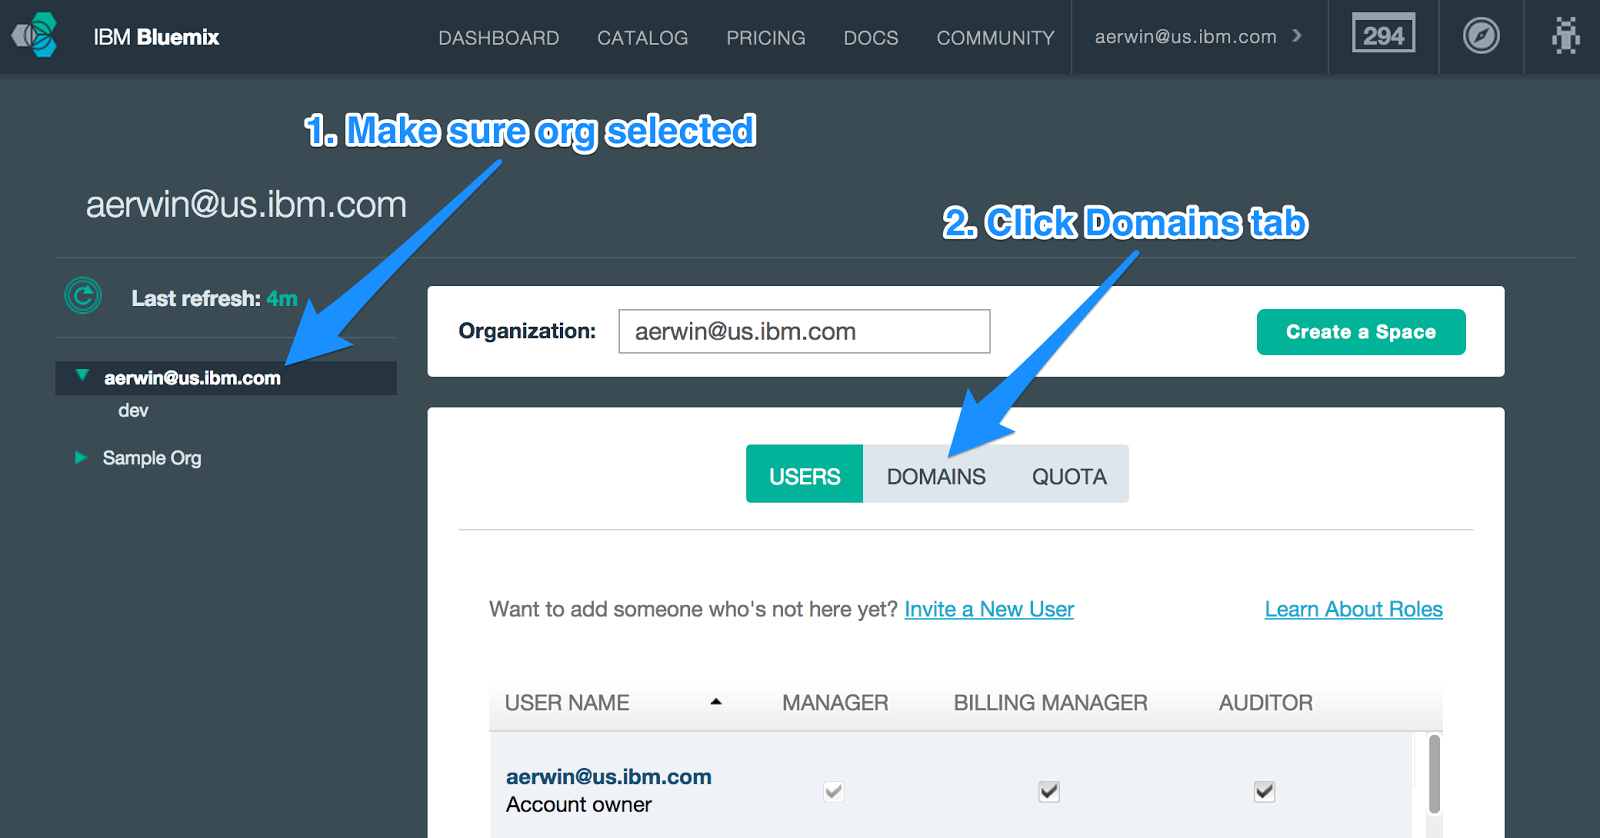 IBM Bluemix
DASHBOARD CATALOG PRICING DOCS COMMUNITY aerwin@us.ibm.com 294
1. Make sure org selected
aerwin@us.ibm.com
2. Click Domains tab
Last refresh: 4m
Organization: aerwin@us.ibm.com Create a Space
aerwin@us.ibm.com
dev
Sample Org
USERS DOMAINS QUOTA
Want to add someone who's not here yet? Invite a New User Learn About Roles
USER NAME MANAGER BILLING MANAGER AUDITOR
aerwin@us.ibm.com
Account owner